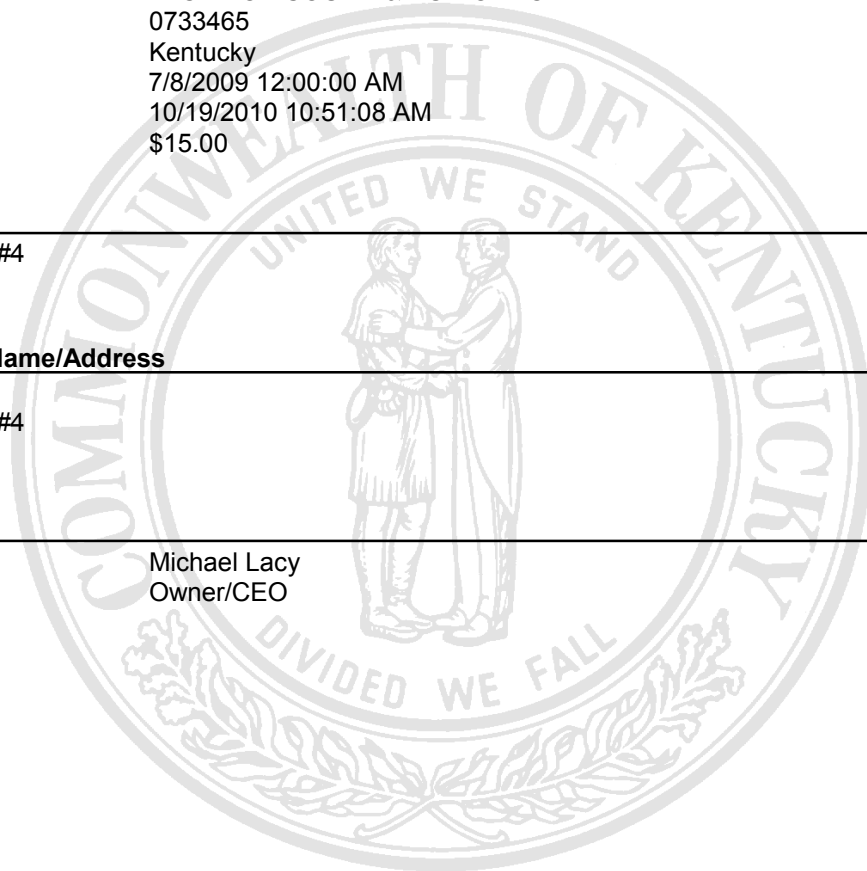 0733465
Kentucky
7/8/2009 12:00:00 AM
10/19/2010 10:51:08 AM
$15.00
#4
Name/Address
#4
Michael Lacy
Owner/CEO
COMMONWEALTH OF KENTUCKY
UNITED WE STAND
DIVIDED WE FALL